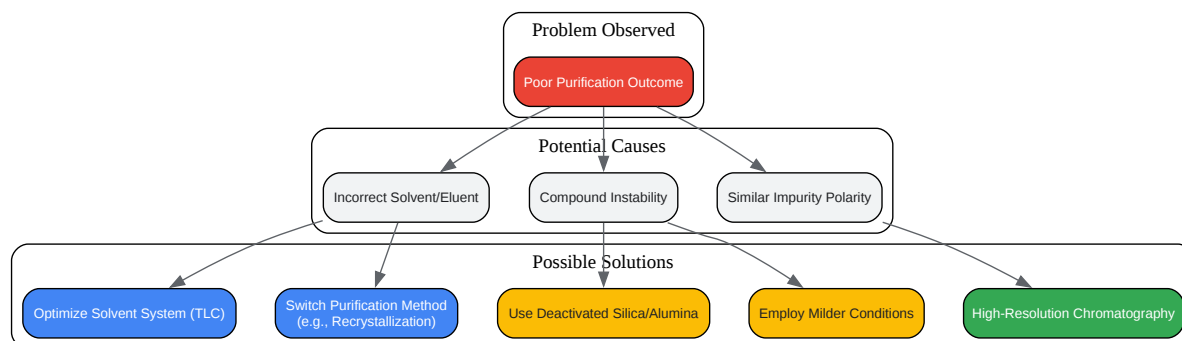 Problem Observed
Poor Purification Outcome
Potential Causes
Incorrect Solvent/Eluent
Compound Instability
Similar Impurity Polarity
Possible Solutions
Optimize Solvent System (TLC)
Switch Purification Method
(e.g., Recrystallization)
Use Deactivated Silica/Alumina
Employ Milder Conditions
High-Resolution Chromatography